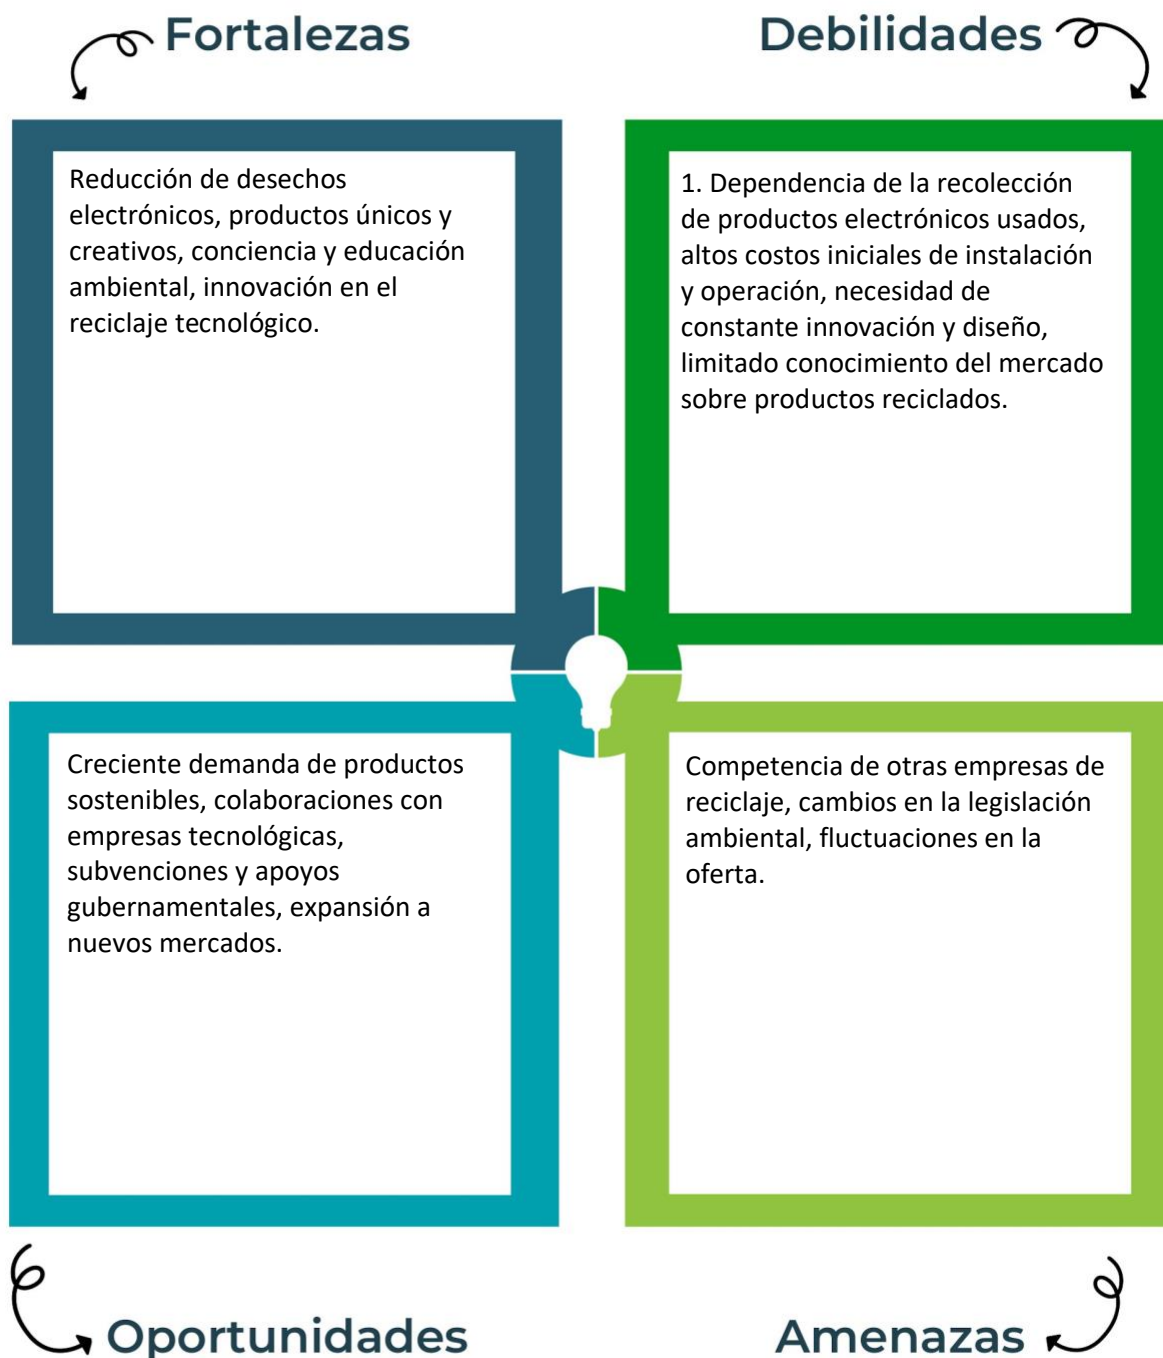 Fortalezas
Reducción de desechos
electrónicos, productos únicos y
creativos, conciencia y educación
ambiental, innovación en el
reciclaje tecnológico.
Debilidades
1. Dependencia de la recolección
de productos electrónicos usados,
altos costos iniciales de instalación
y operación, necesidad de
constante innovación y diseño,
limitado conocimiento del mercado
sobre productos reciclados.
Creciente demanda de productos
sostenibles, colaboraciones con
empresas tecnológicas,
subvenciones y apoyos
gubernamentales, expansión a
nuevos mercados.
Oportunidades
Competencia de otras empresas de
reciclaje, cambios en la legislación
ambiental, fluctuaciones en la
oferta.
Amenazas